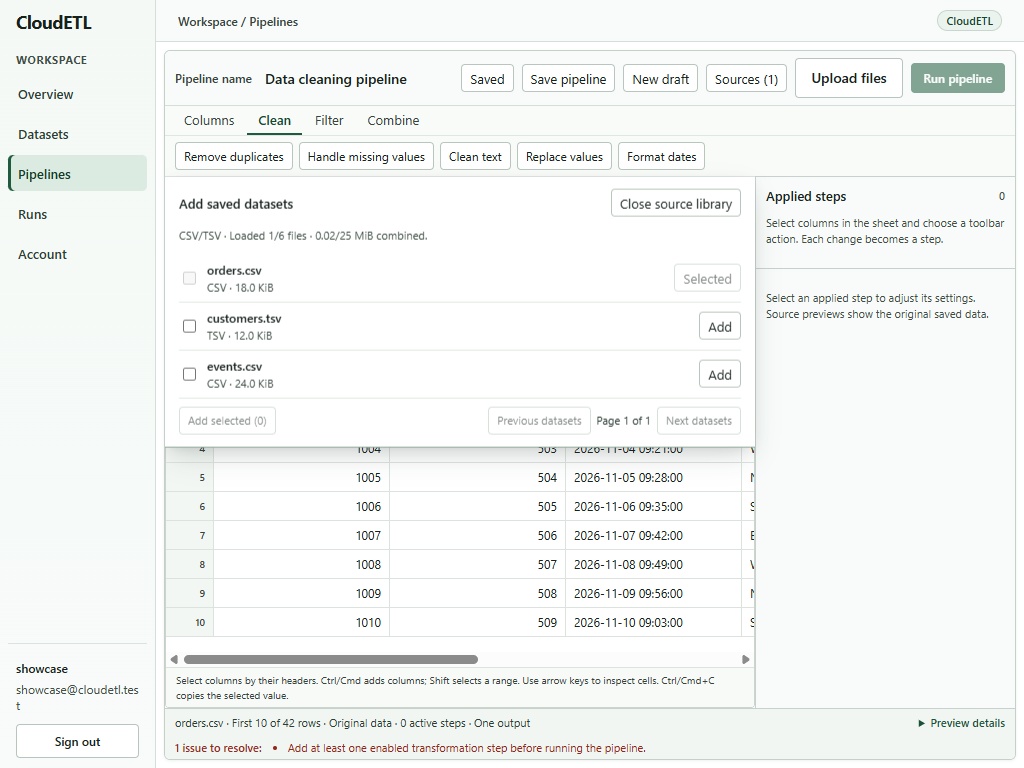 CloudETL
WORKSPACE
Overview
Datasets
Pipelines
Runs
Account
showcase
showcase@cloudetl.tes
t
Sign out
Workspace / Pipelines
CloudETL
Pipeline name
Data cleaning pipeline
Saved
Save pipeline
New draft
Sources (1)
Upload files
Run pipeline
Columns
Clean
Filter
Combine
Remove duplicates
Handle missing values
Clean text
Replace values
Format dates
Add saved datasets
Close source library
CSV/TSV · Loaded 1/6 files · 0.02/25 MiB combined.
orders.csv
CSV · 18.0 KiB
Selected
customers.tsv
TSV · 12.0 KiB
Add
events.csv
CSV · 24.0 KiB
Add
Add selected (0)
Previous datasets
Page 1 of 1
Next datasets
4 1004 503 2026-11-04 09:21:00
5 1005 504 2026-11-05 09:28:00
6 1006 505 2026-11-06 09:35:00
7 1007 506 2026-11-07 09:42:00
8 1008 507 2026-11-08 09:49:00
9 1009 508 2026-11-09 09:56:00
10 1010 509 2026-11-10 09:03:00
Select columns by their headers. Ctrl/Cmd adds columns; Shift selects a range. Use arrow keys to inspect cells. Ctrl/Cmd+C
copies the selected value.
Applied steps 0
Select columns in the sheet and choose a toolbar
action. Each change becomes a step.
Select an applied step to adjust its settings.
Source previews show the original saved data.
orders.csv · First 10 of 42 rows · Original data · 0 active steps · One output
Preview details
1 issue to resolve: • Add at least one enabled transformation step before running the pipeline.